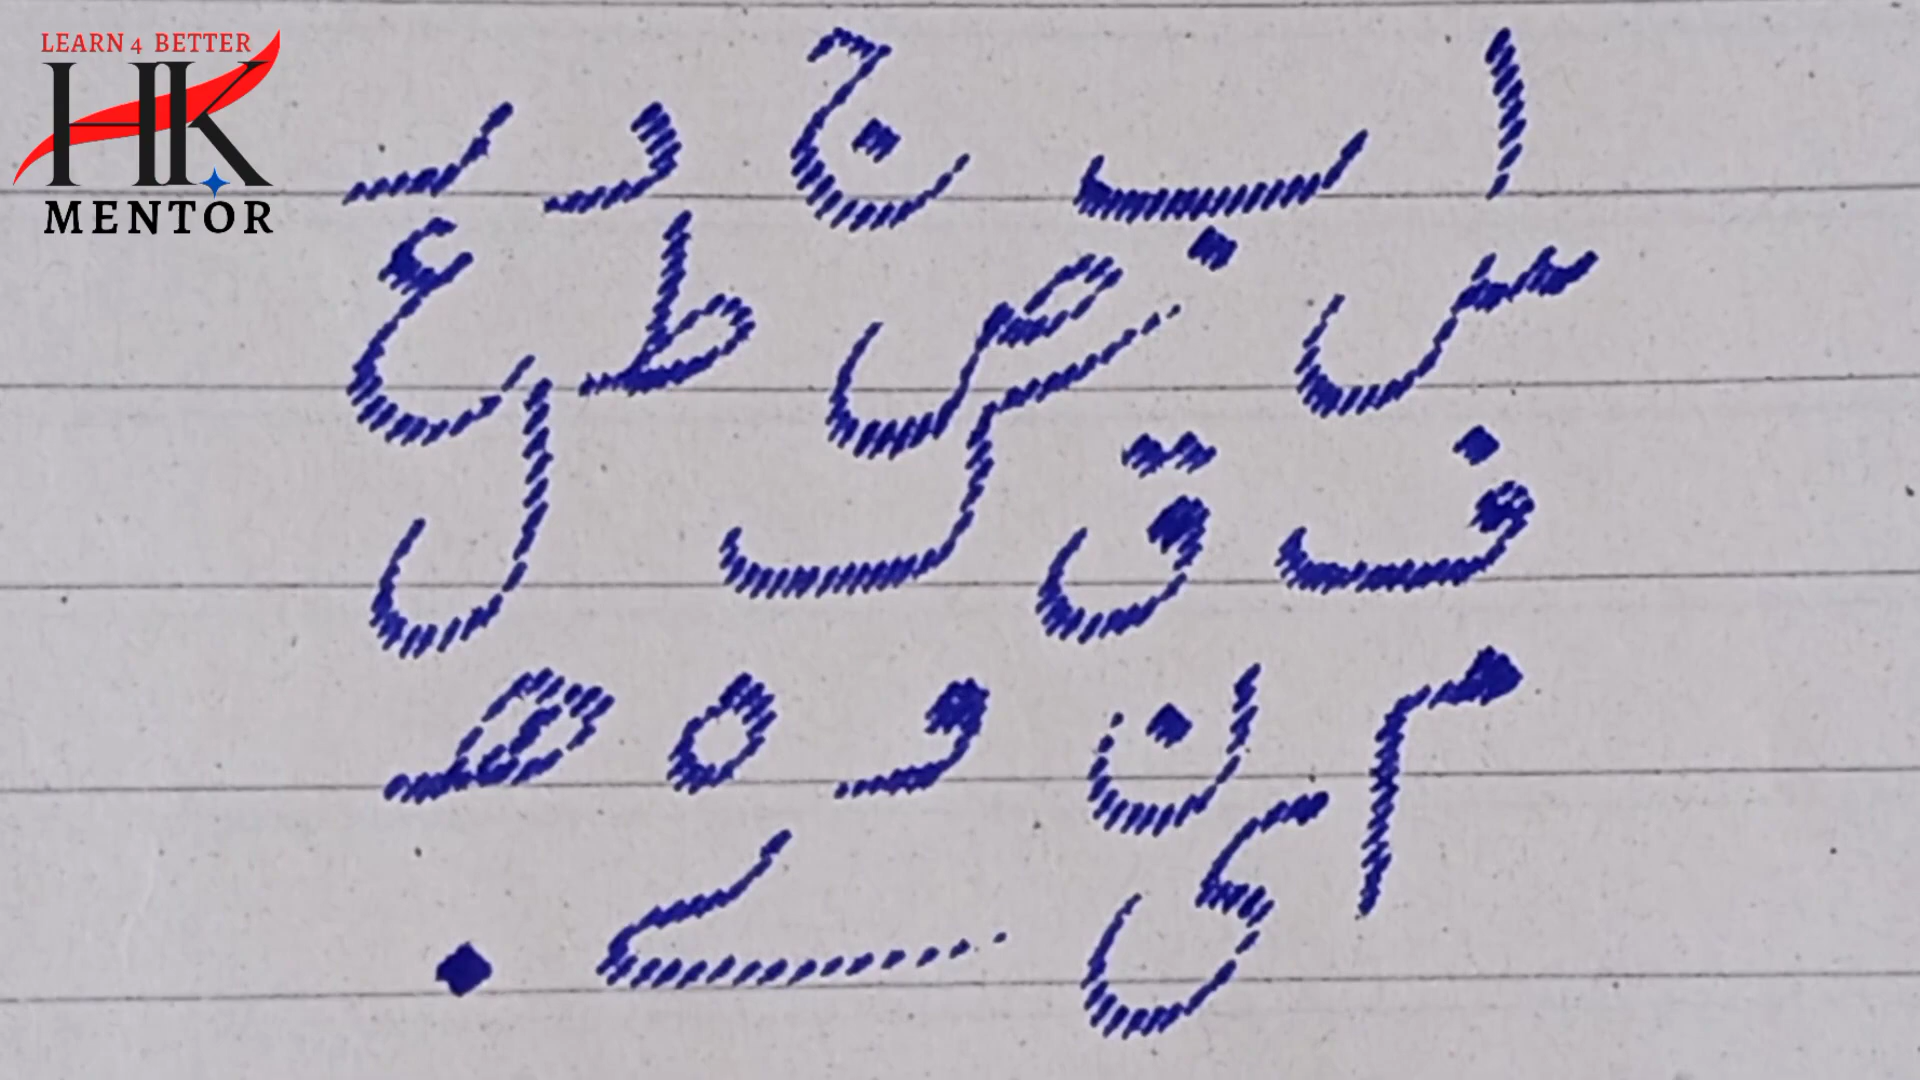 LEARN 4 BETTER
HK
MENTOR
ا ب ج د ر
س ص ط ع
ف ق ک ل
م ن و ہ ھ
ی ے ۔